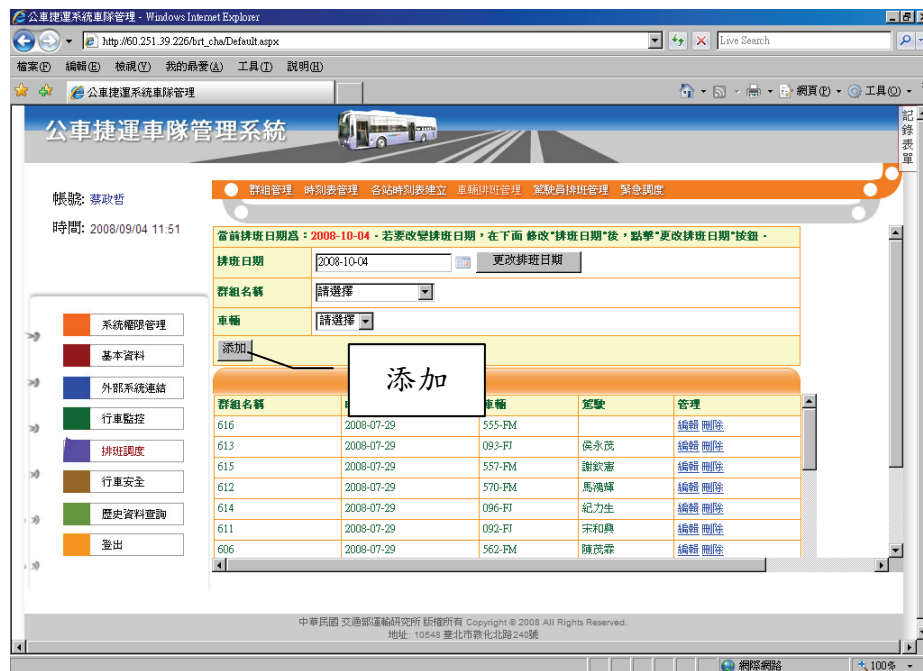 公車捷運系統車隊管理 - Windows Internet Explorer
http://60.251.39.226/brt_cha/Default.aspx
Live Search
檔案(F) 編輯(E) 檢視(V) 我的最愛(A) 工具(T) 說明(H)
公車捷運系統車隊管理
網頁(P) 工具(O)
公車捷運車隊管理系統
記錄表單
帳號: 蔡政哲
時間: 2008/09/04 11:51
群組管理 時刻表管理 各站時刻表建立 車輛排班管理 駕駛員排班管理 緊急調度
當前排班日期為：2008-10-04。若要改變排班日期，在下面 修改"排班日期"後，點擊"更改排班日期"按鈕。
排班日期 2008-10-04 更改排班日期
群組名稱 請選擇
車輛 請選擇
添加
添加
系統權限管理
基本資料
外部系統連結
行車監控
排班調度
行車安全
歷史資料查詢
登出
群組名稱 車輛 駕駛 管理
616 2008-07-29 555-FM 編輯 刪除
613 2008-07-29 093-FJ 侯永茂 編輯 刪除
615 2008-07-29 557-FM 謝欽憲 編輯 刪除
612 2008-07-29 570-FM 馬鴻輝 編輯 刪除
614 2008-07-29 096-FJ 紀力生 編輯 刪除
611 2008-07-29 092-FJ 宋和興 編輯 刪除
606 2008-07-29 562-FM 陳茂霖 編輯 刪除
中華民國 交通部運輸研究所 版權所有 Copyright © 2008 All Rights Reserved.
地址: 10548 臺北市敦化北路240號
網際網路 100%